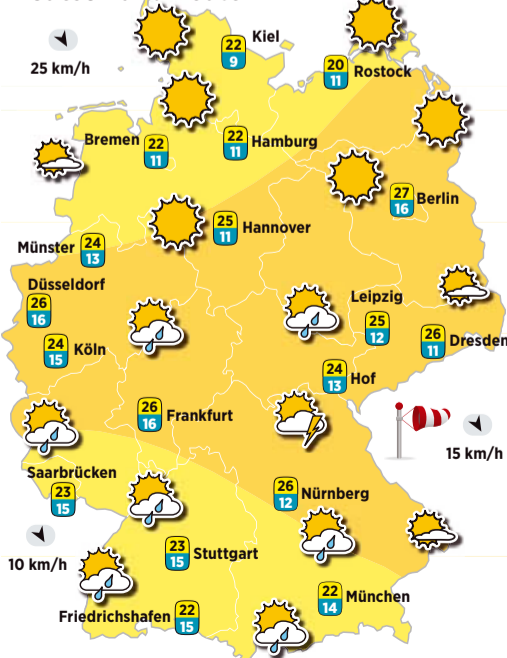 22
9
Kiel
25 km/h
20
11
Rostock
Bremen
22
11
22
11
Hamburg
27
16
Berlin
25
11
Hannover
Münster
24
13
Düsseldorf
26
16
Leipzig
25
12
26
11
Dresden
24
15
Köln
24
13
Hof
26
16
Frankfurt
15 km/h
Saarbrücken
23
15
26
12
Nürnberg
10 km/h
23
15
Stuttgart
22
14
München
Friedrichshafen
22
15